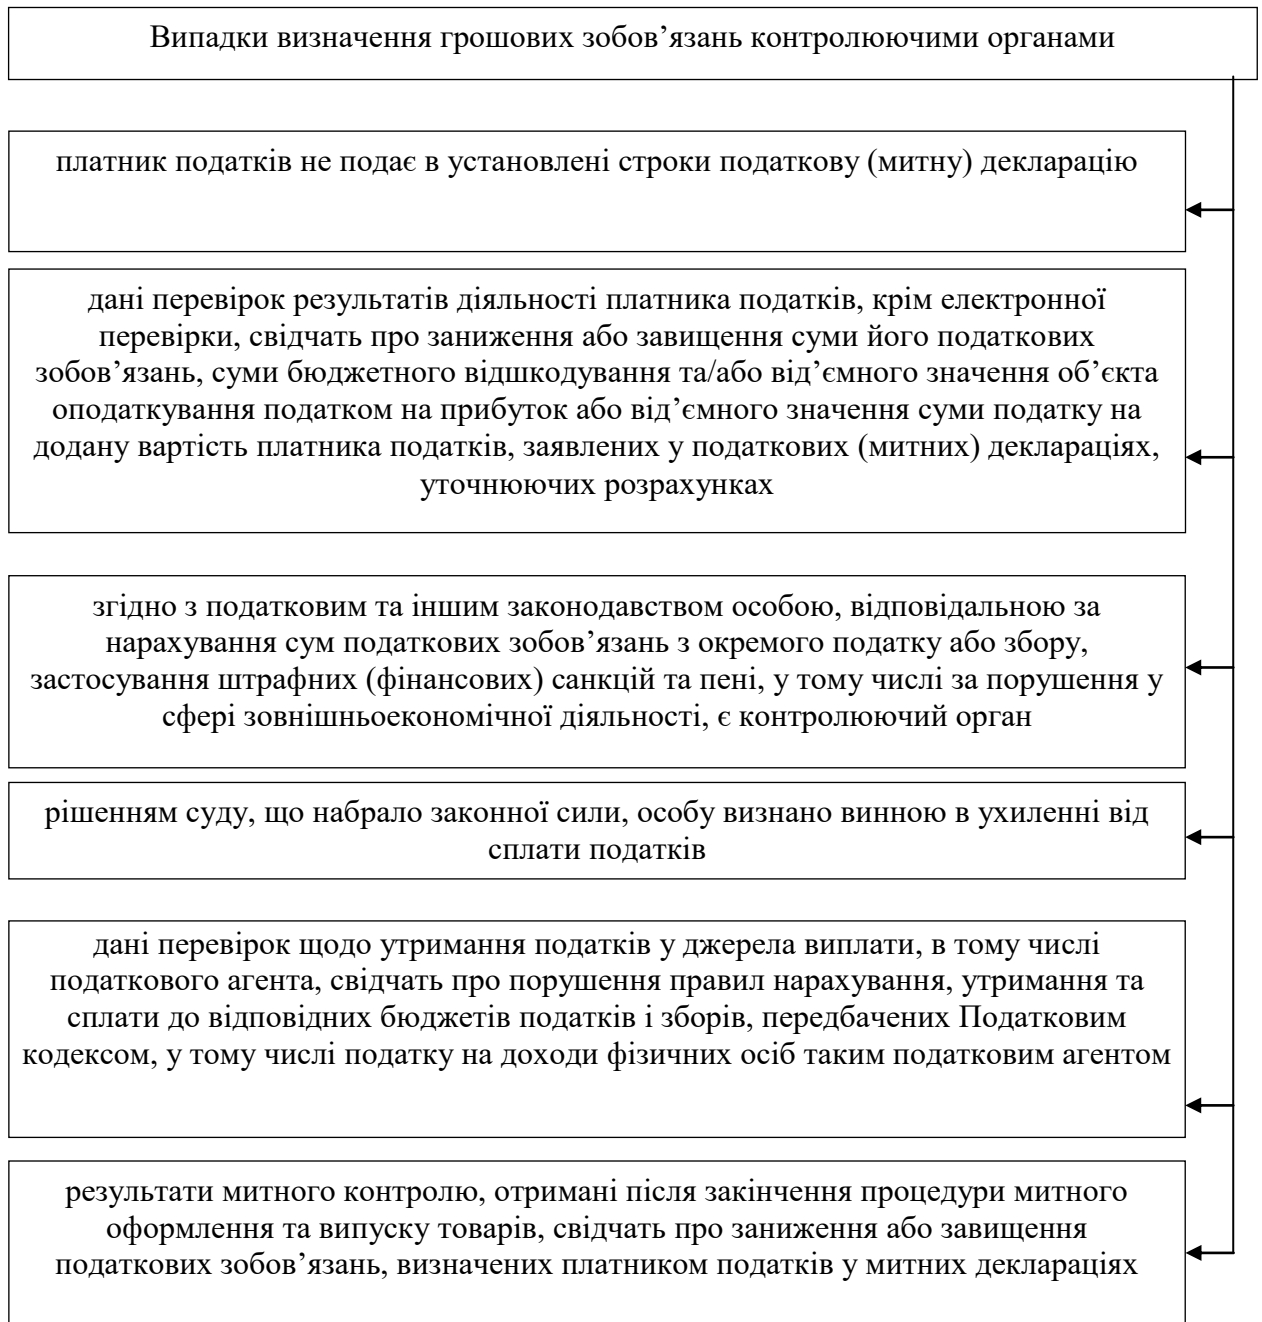 Випадки визначення грошових зобов’язань контролюючими органами
платник податків не подає в установлені строки податкову (митну) декларацію
дані перевірок результатів діяльності платника податків, крім електронної
перевірки, свідчать про заниження або завищення суми його податкових
зобов’язань, суми бюджетного відшкодування та/або від’ємного значення об’єкта
оподаткування податком на прибуток або від’ємного значення суми податку на
додану вартість платника податків, заявлених у податкових (митних) деклараціях,
уточнюючих розрахунках
згідно з податковим та іншим законодавством особою, відповідальною за
нарахування сум податкових зобов’язань з окремого податку або збору,
застосування штрафних (фінансових) санкцій та пені, у тому числі за порушення у
сфері зовнішньоекономічної діяльності, є контролюючий орган
рішенням суду, що набрало законної сили, особу визнано винною в ухиленні від
сплати податків
дані перевірок щодо утримання податків у джерела виплати, в тому числі
податкового агента, свідчать про порушення правил нарахування, утримання та
сплати до відповідних бюджетів податків і зборів, передбачених Податковим
кодексом, у тому числі податку на доходи фізичних осіб таким податковим агентом
результати митного контролю, отримані після закінчення процедури митного
оформлення та випуску товарів, свідчать про заниження або завищення
податкових зобов’язань, визначених платником податків у митних деклараціях